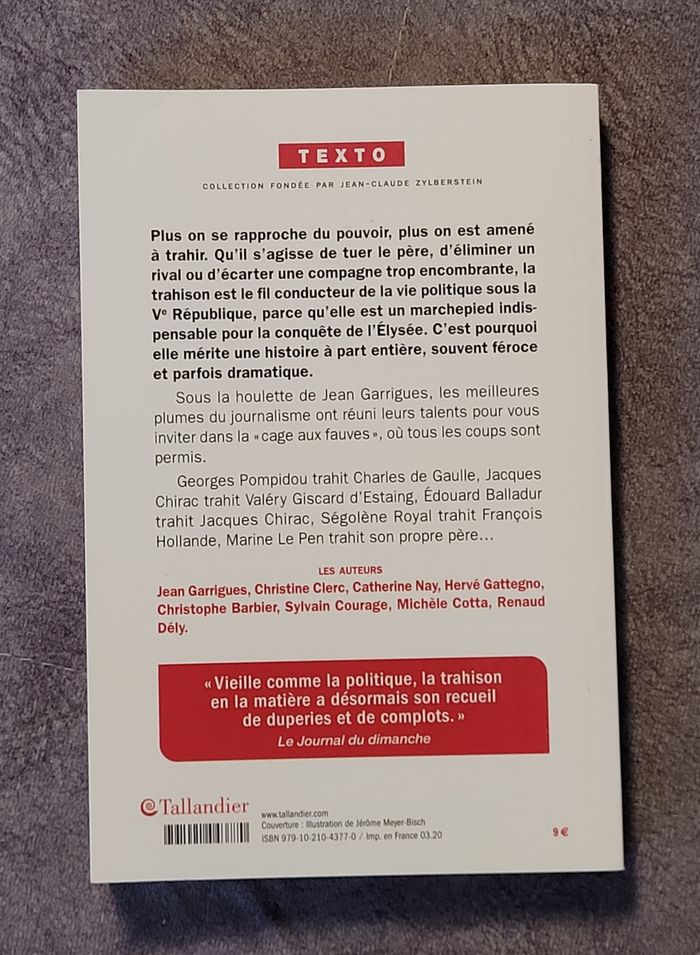 TEXTO
COLLECTION FONDÉE PAR JEAN-CLAUDE ZYLBERSTEIN
Plus on se rapproche du pouvoir, plus on est amené
à trahir. Qu'il s'agisse de tuer le père, d'éliminer un
rival ou d'écarter une compagne trop encombrante, la
trahison est le fil conducteur de la vie politique sous la
Ve République, parce qu'elle est un marchepied indis-
pensable pour la conquête de l'Élysée. C'est pourquoi
elle mérite une histoire à part entière, souvent féroce
et parfois dramatique.
Sous la houlette de Jean Garrigues, les meilleures
plumes du journalisme ont réuni leurs talents pour vous
inviter dans la « cage aux fauves », où tous les coups sont
permis.
Georges Pompidou trahit Charles de Gaulle, Jacques
Chirac trahit Valéry Giscard d'Estaing, Édouard Balladur
trahit Jacques Chirac, Ségolène Royal trahit François
Hollande, Marine Le Pen trahit son propre père...
LES AUTEURS
Jean Garrigues, Christine Clerc, Catherine Nay, Hervé Gattegno,
Christophe Barbier, Sylvain Courage, Michèle Cotta, Renaud
Dély.
« Vieille comme la politique, la trahison
en la matière a désormais son recueil
de duperies et de complots. »
Le Journal du dimanche
Tallandier
www.tallandier.com
Couverture : Illustration de Jérôme Meyer-Bisch
ISBN 979-10-210-4377-0 / Imp. en France 03.20
9 €